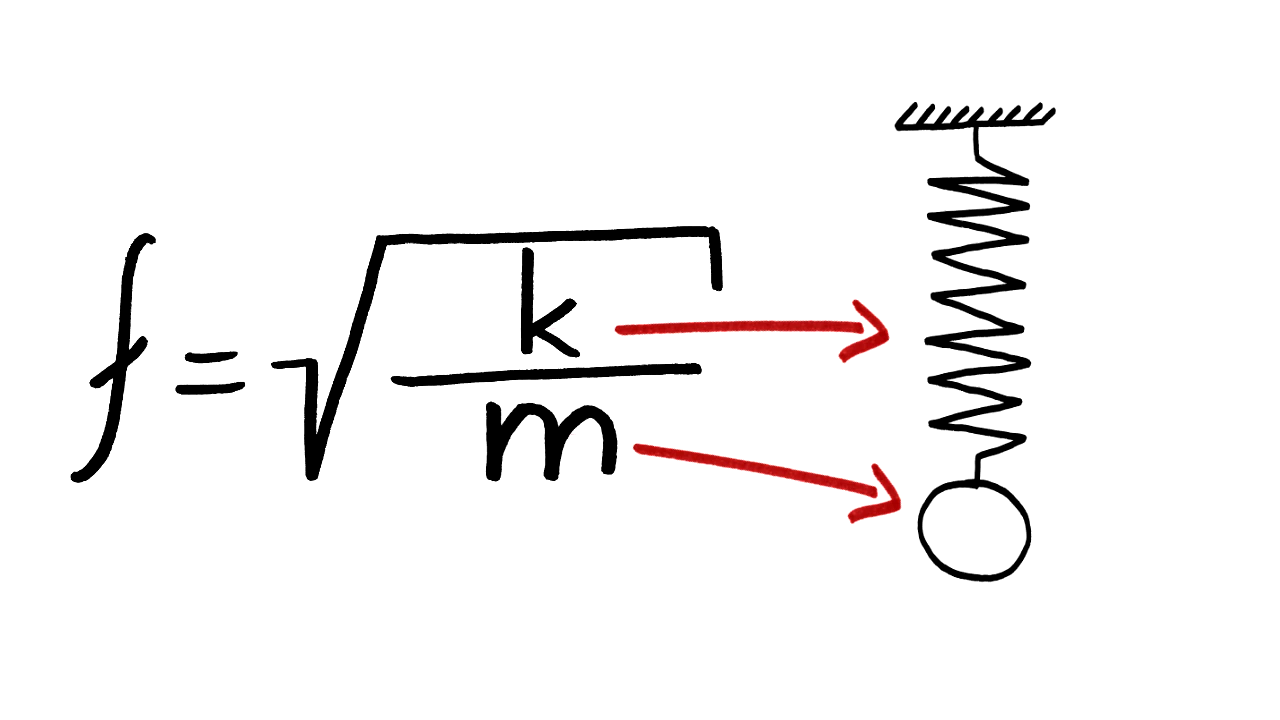 f = √(k/m)